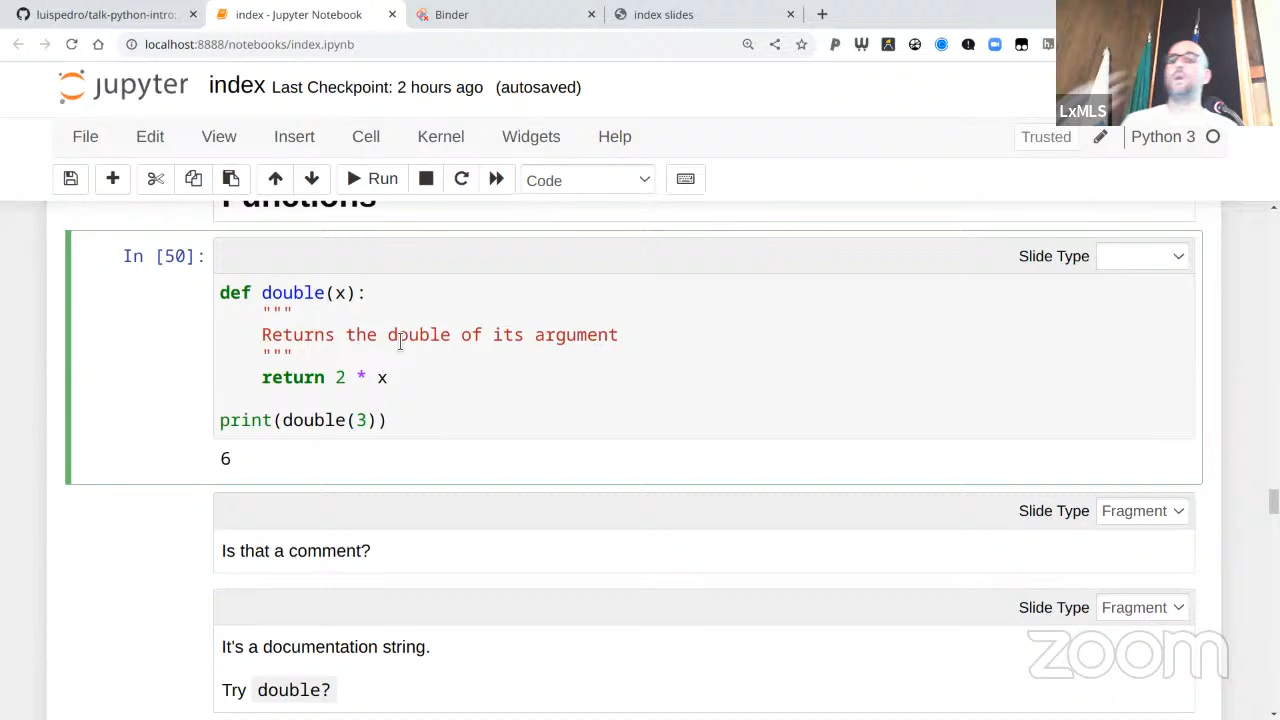 luispedro/talk-python-intro:
index - Jupyter Notebook
Binder
index slides
localhost:8888/notebooks/index.ipynb
LxMLS
jupyter index Last Checkpoint: 2 hours ago (autosaved)
File Edit View Insert Cell Kernel Widgets Help
Trusted Python 3
Run Code
Functions
In [50]:
Slide Type
def double(x):
"""
Returns the double of its argument
"""
return 2 * x
print(double(3))
6
Slide Type Fragment
Is that a comment?
Slide Type Fragment
It's a documentation string.
Try double?
zoom